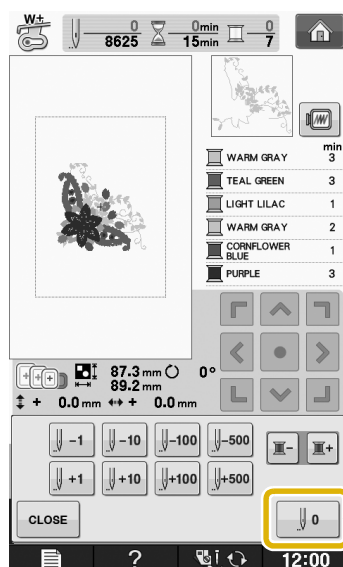 W+
0
8625
0min
15min
0
7
min
WARM GRAY 3
TEAL GREEN 3
LIGHT LILAC 1
WARM GRAY 2
CORNFLOWER
BLUE 1
PURPLE 3
87.3 mm 0°
89.2 mm
+ 0.0 mm + 0.0 mm
-1 -10 -100 -500 - +
+1 +10 +100 +500
CLOSE 0
? 12:00